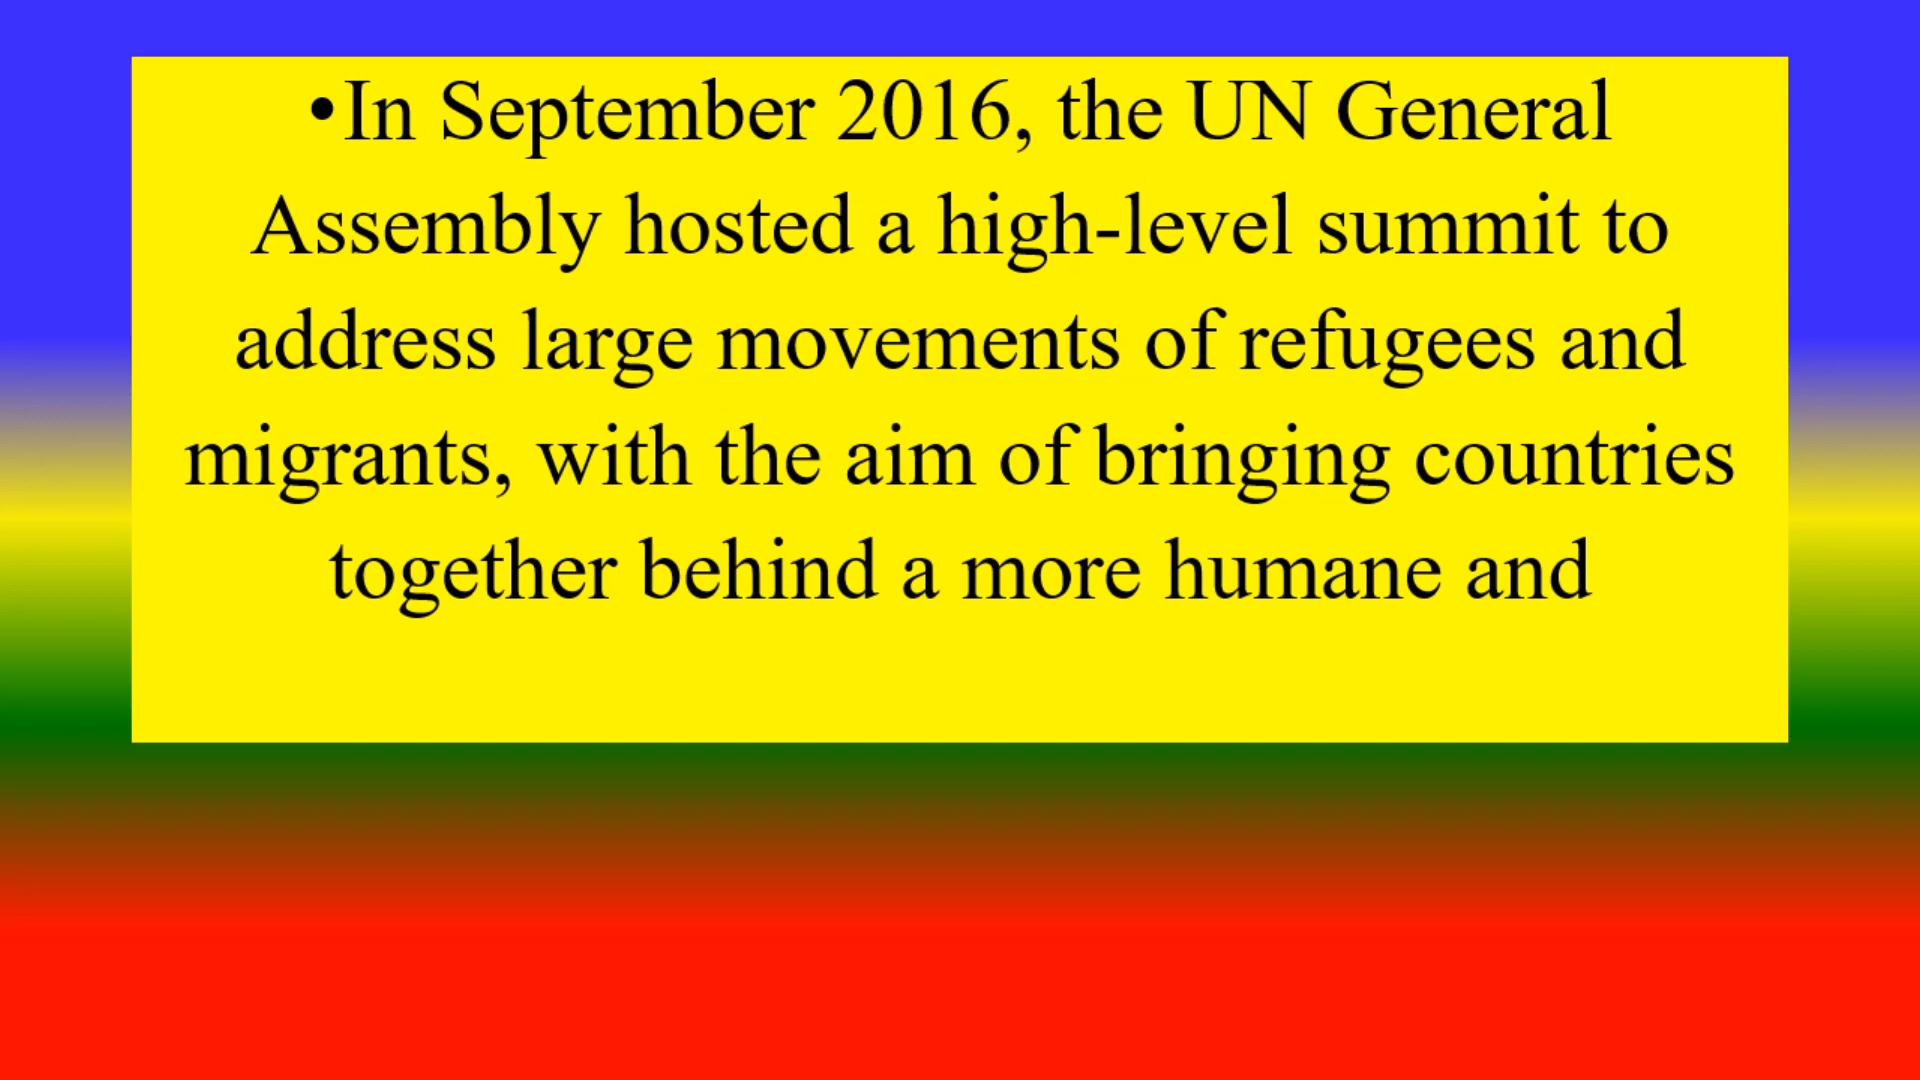 •In September 2016, the UN General
Assembly hosted a high-level summit to
address large movements of refugees and
migrants, with the aim of bringing countries
together behind a more humane and